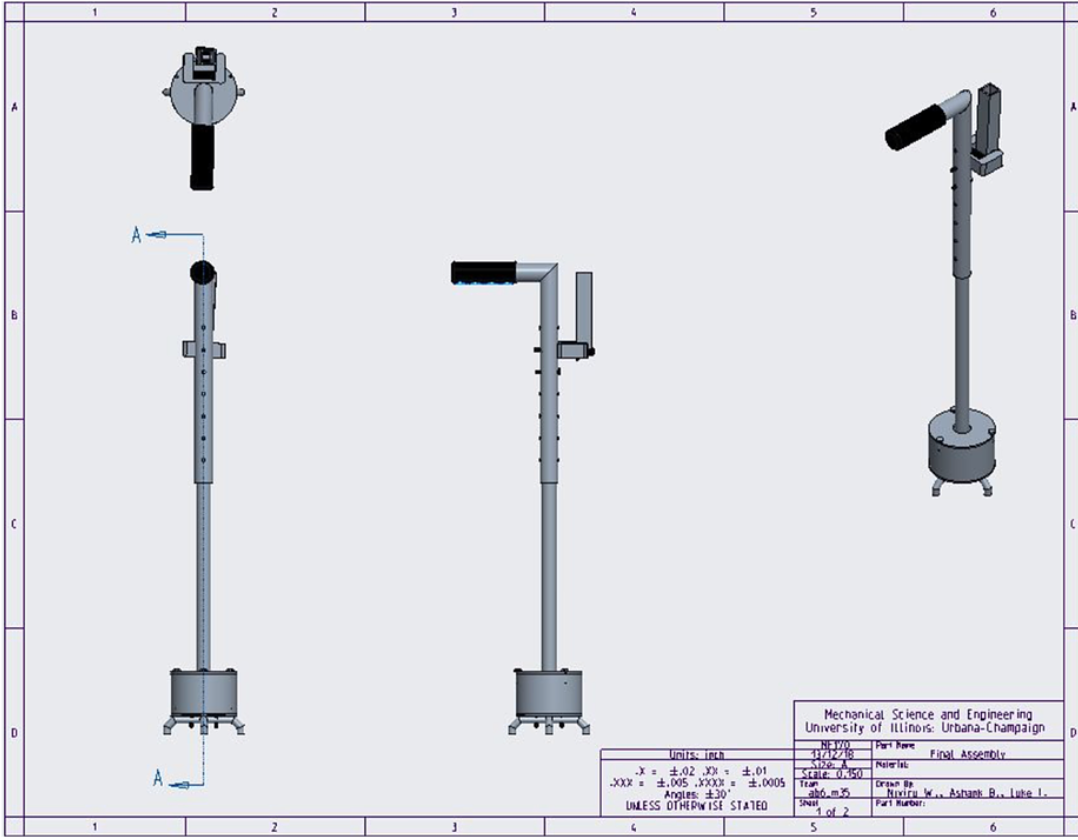 1 2 3 4 5 6
A A
A
B B
C C
D D
A
Mechanical Science and Engineering
University of Illinois: Urbana-Champaign
ME170 Part Name
13/12/18 Final Assembly
Size: A Material:
Scale: 0.150
Team Drawn By
ab6_m35 Niviru W., Ashank B., Luke I.
Sheet Part Number:
1 of 2
Units: inch
.X = ±.02 .XX = ±.01
.XXX = ±.005 .XXXX = ±.0005
Angles: ±30'
UNLESS OTHERWISE STATED
1 2 3 4 5 6